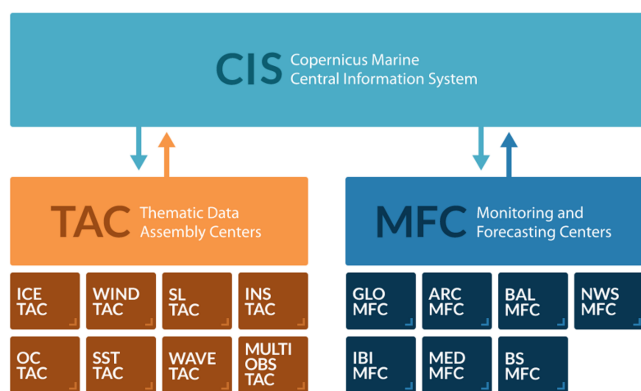 CIS Copernicus Marine
Central Information System
TAC Thematic Data
Assembly Centers
MFC Monitoring and
Forecasting Centers
ICE
TAC
WIND
TAC
SL
TAC
INS
TAC
GLO
MFC
ARC
MFC
BAL
MFC
NWS
MFC
OC
TAC
SST
TAC
WAVE
TAC
MULTI
OBS
TAC
IBI
MFC
MED
MFC
BS
MFC